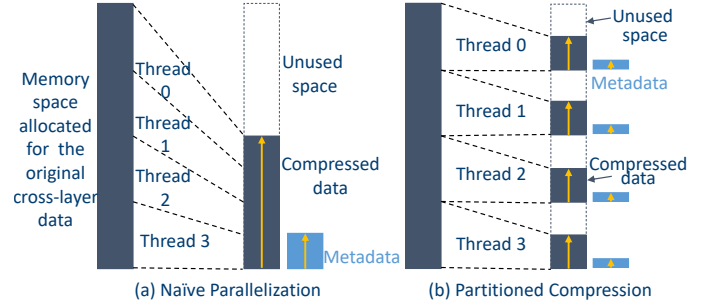 Memory
space
allocated
for the
original
cross-layer
data
Thread
0
Thread
1
Thread
2
Thread 3
Unused
space
Compressed
data
Metadata
(a) Naïve Parallelization
Thread 0
Thread 1
Thread 2
Thread 3
Unused
space
Metadata
Compressed
data
(b) Partitioned Compression